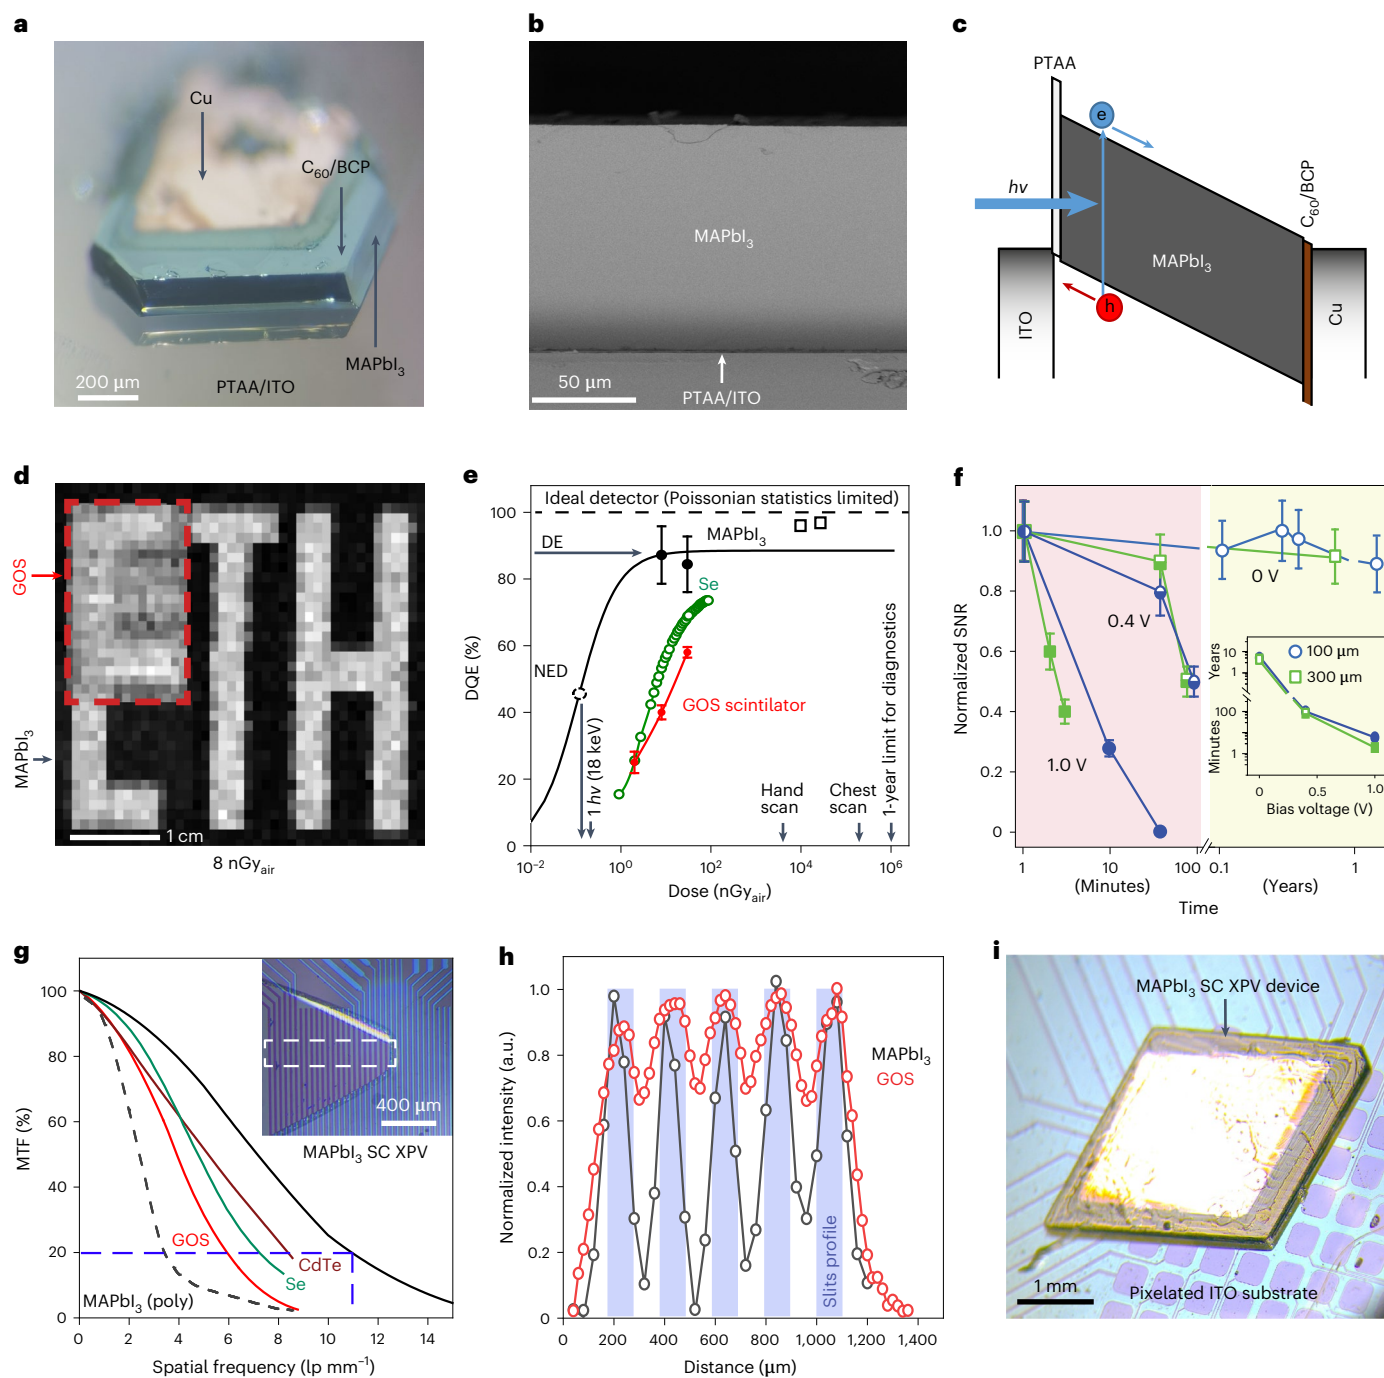 a
Cu
C60/BCP
MAPbI3
PTAA/ITO
200 µm
b
MAPbI3
50 µm
PTAA/ITO
c
PTAA
e
hν
C60/BCP
MAPbI3
h
ITO
Cu
d
GOS
MAPbI3
1 cm
8 nGyair
e
Ideal detector (Poissonian statistics limited)
DE
MAPbI3
Se
NED
GOS scintilator
1 hν (18 keV)
Hand
scan
Chest
scan
1-year limit for diagnostics
DQE (%)
100
80
60
40
20
0
10−2
100
102
104
106
Dose (nGyair)
f
Normalized SNR
1.0
0.8
0.6
0.4
0.2
0
0 V
0.4 V
1.0 V
100 µm
300 µm
Years
10
1
Minutes
100
1
0
0.5
1.0
Bias voltage (V)
1
10
100
0.1
1
(Minutes)
(Years)
Time
g
MTF (%)
100
80
60
40
20
0
400 µm
MAPbI3 SC XPV
GOS
CdTe
Se
MAPbI3 (poly)
0
2
4
6
8
10
12
14
Spatial frequency (lp mm−1)
h
Normalized intensity (a.u.)
1.0
0.8
0.6
0.4
0.2
0
MAPbI3
GOS
Slits profile
0
200
400
600
800
1,000
1,400
Distance (µm)
i
MAPbI3 SC XPV device
1 mm
Pixelated ITO substrate